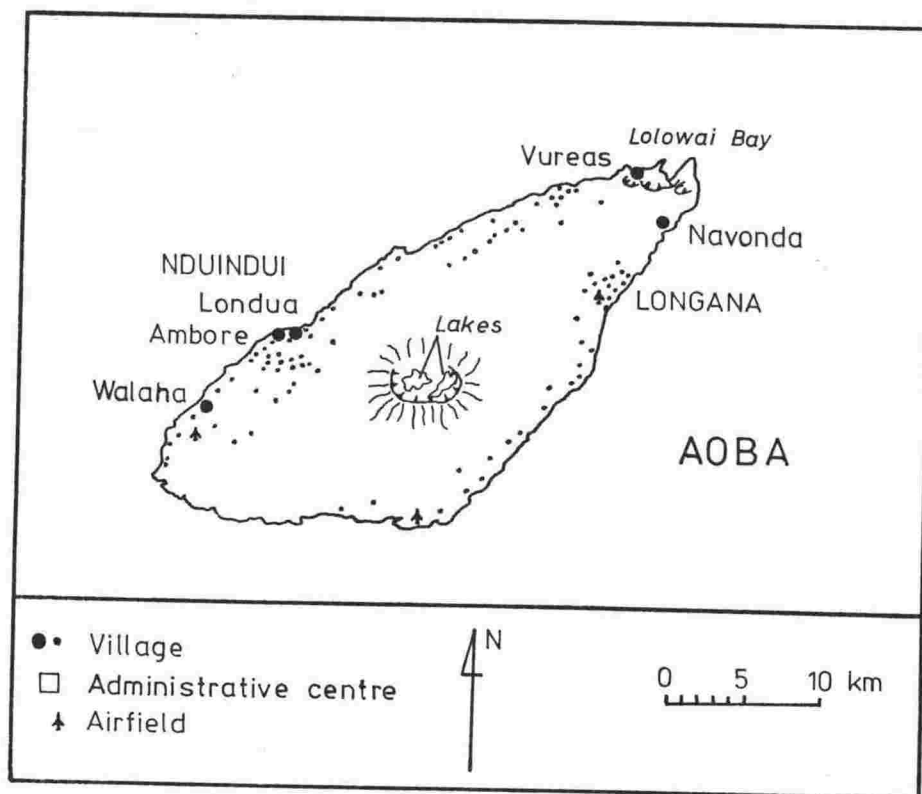 Lolowai Bay
Vureas
Navonda
NDUINDUI
Londua
LONGANA
Ambore
Lakes
Walaha
AOBA
Village
Administrative centre
Airfield
N
0 5 10 km